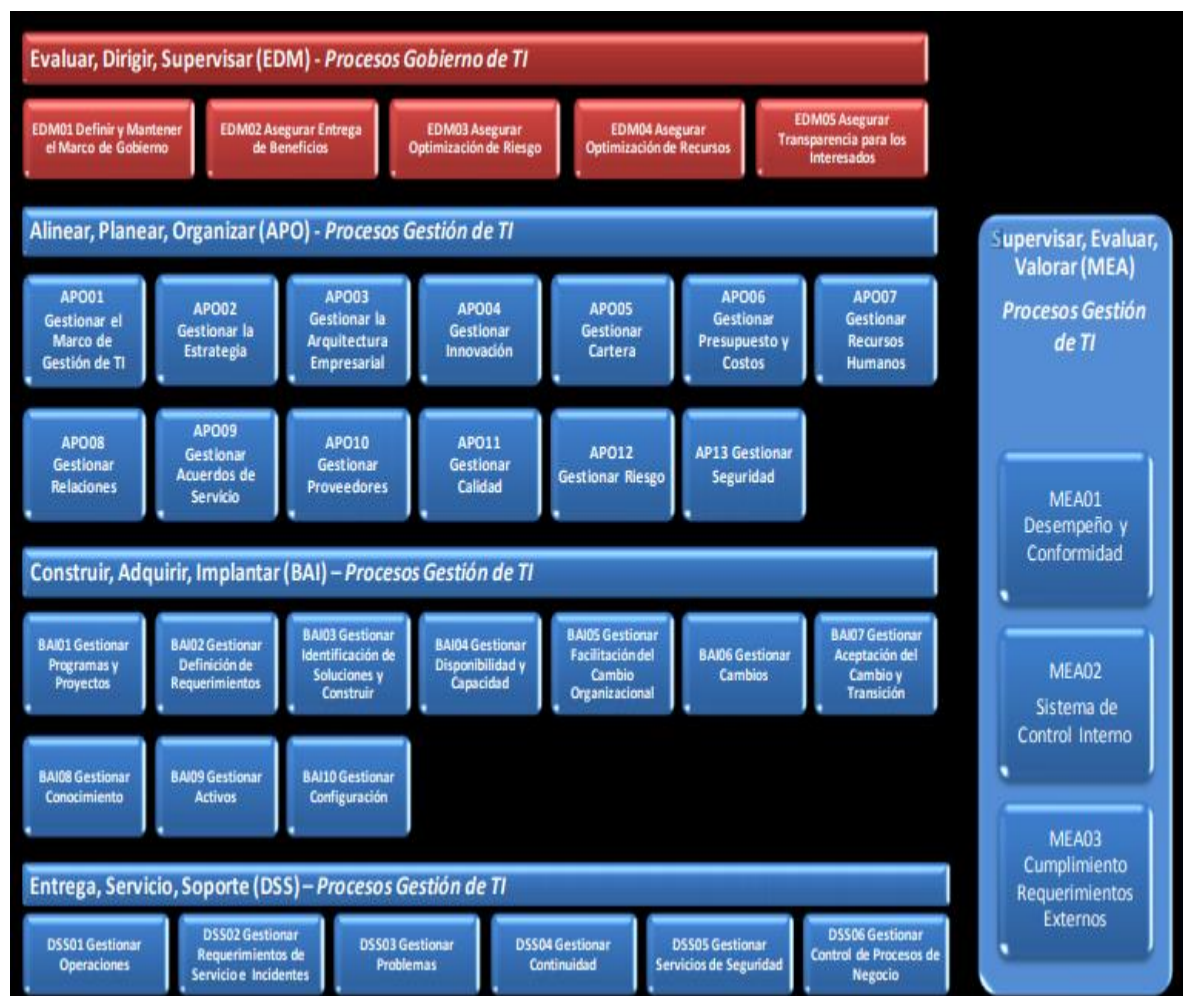 Evaluar, Dirigir, Supervisar (EDM) - Procesos Gobierno de TI
EDM01 Definir y Mantener
el Marco de Gobierno
EDM02 Asegurar Entrega
de Beneficios
EDM03 Asegurar
Optimización de Riesgo
EDM04 Asegurar
Optimización de Recursos
EDM05 Asegurar
Transparencia para los
Interesados
Alinear, Planear, Organizar (APO) - Procesos Gestión de TI
APO01
Gestionar el
Marco de
Gestión de TI
APO02
Gestionar la
Estrategia
APO03
Gestionar la
Arquitectura
Empresarial
APO04
Gestionar
Innovación
APO05
Gestionar
Cartera
APO06
Gestionar
Presupuesto y
Costos
APO07
Gestionar
Recursos
Humanos
APO08
Gestionar
Relaciones
APO09
Gestionar
Acuerdos de
Servicio
APO10
Gestionar
Proveedores
APO11
Gestionar
Calidad
APO12
Gestionar Riesgo
AP13 Gestionar
Seguridad
Construir, Adquirir, Implantar (BAI) – Procesos Gestión de TI
BAI01 Gestionar
Programas y
Proyectos
BAI02 Gestionar
Definición de
Requerimientos
BAI03 Gestionar
Identificación de
Soluciones y
Construir
BAI04 Gestionar
Disponibilidad y
Capacidad
BAI05 Gestionar
Facilitación del
Cambio
Organizacional
BAI06 Gestionar
Cambios
BAI07 Gestionar
Aceptación del
Cambio y
Transición
BAI08 Gestionar
Conocimiento
BAI09 Gestionar
Activos
BAI10 Gestionar
Configuración
Entrega, Servicio, Soporte (DSS) – Procesos Gestión de TI
DSS01 Gestionar
Operaciones
DSS02 Gestionar
Requerimientos de
Servicio e Incidentes
DSS03 Gestionar
Problemas
DSS04 Gestionar
Continuidad
DSS05 Gestionar
Servicios de Seguridad
DSS06 Gestionar
Control de Procesos de
Negocio
Supervisar, Evaluar,
Valorar (MEA)
Procesos Gestión
de TI
MEA01
Desempeño y
Conformidad
MEA02
Sistema de
Control Interno
MEA03
Cumplimiento
Requerimientos
Externos